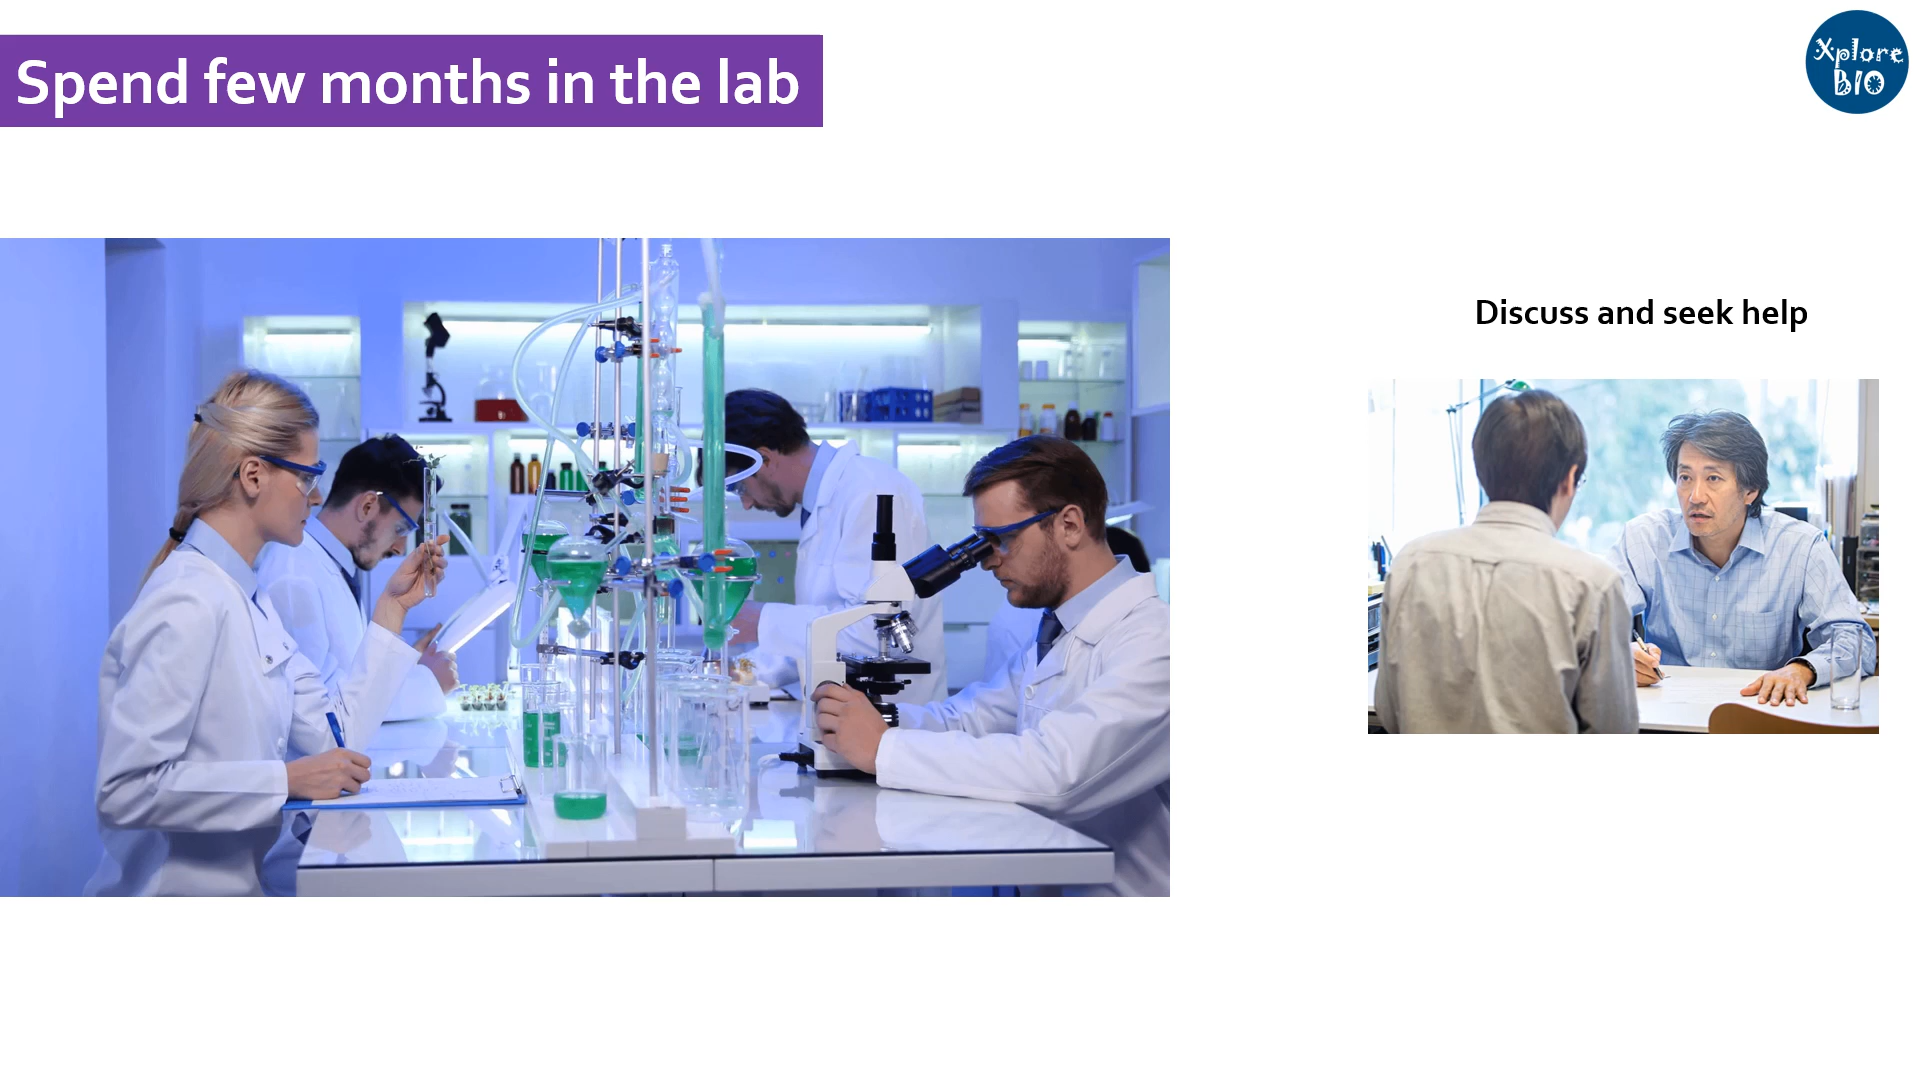 Spend few months in the lab
Xplore
BIO
Discuss and seek help